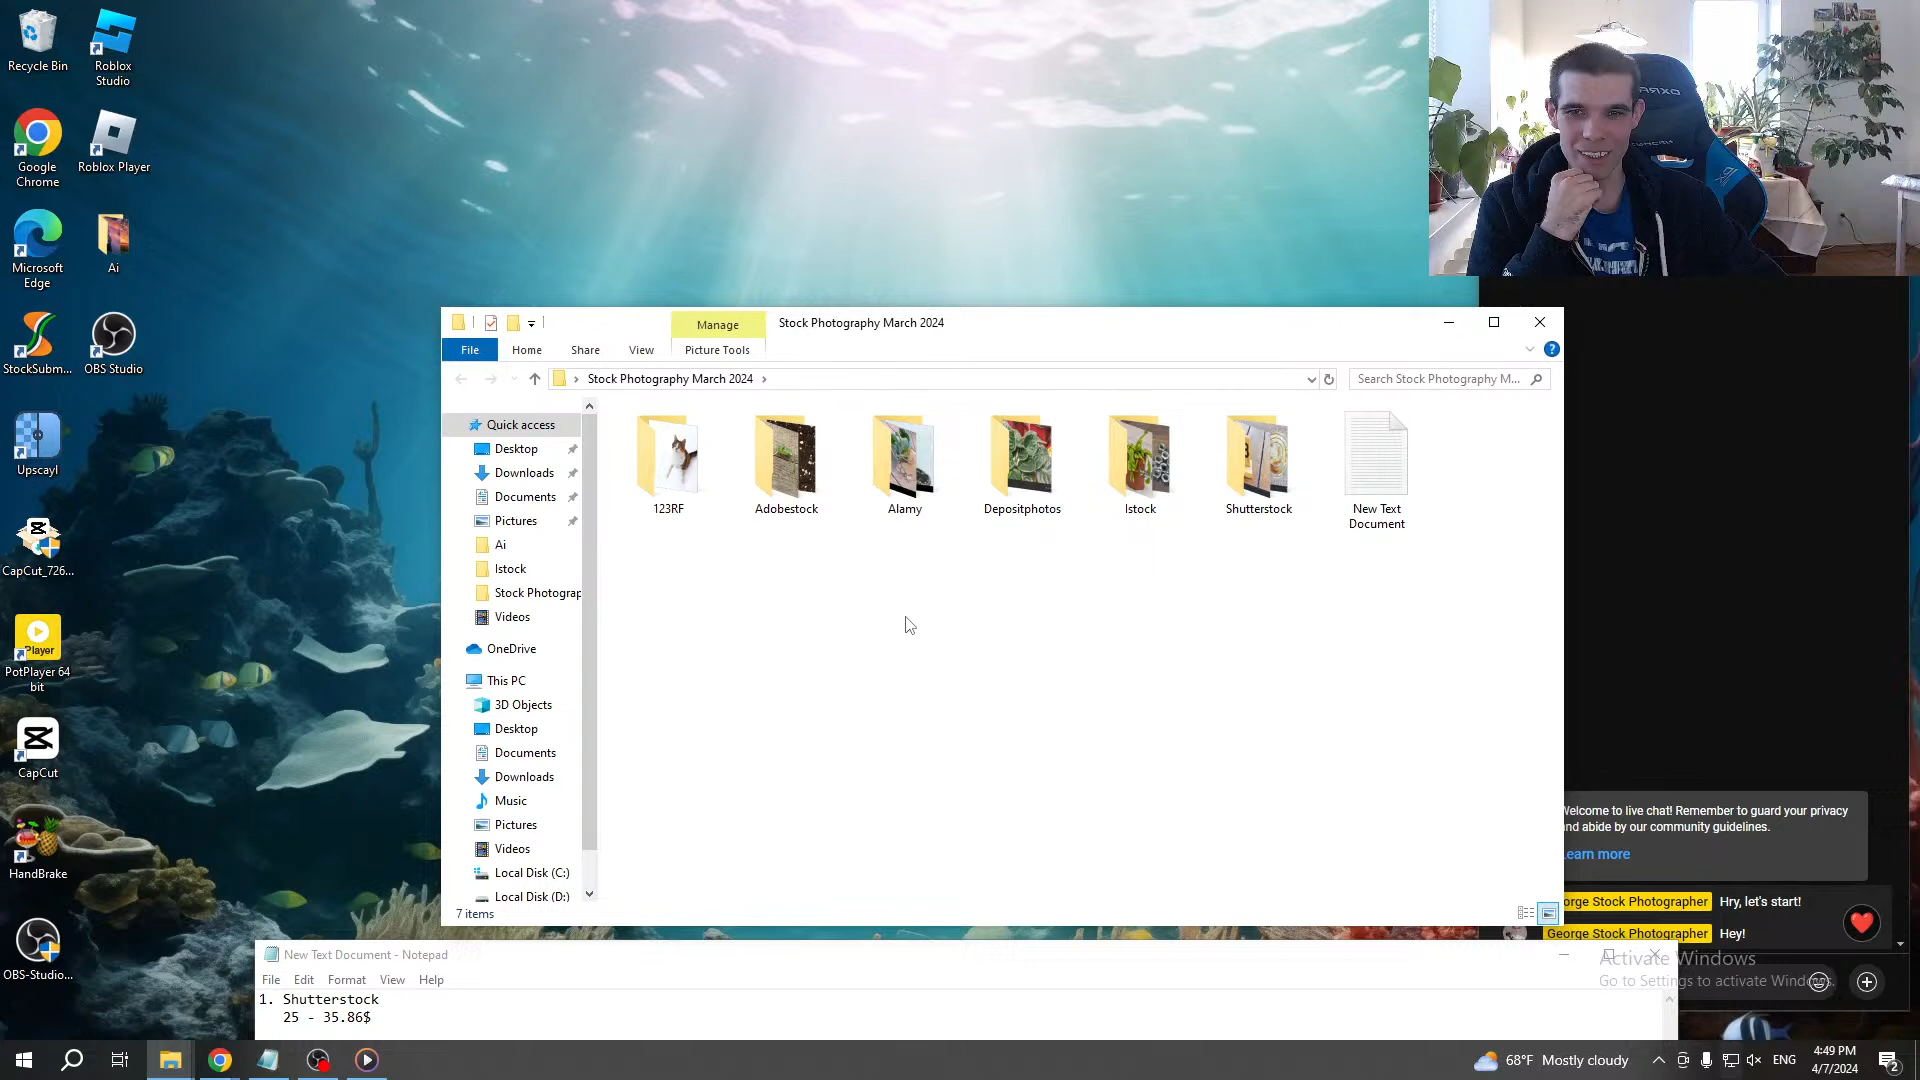 Recycle Bin
Roblox
Studio
Google
Chrome
Roblox Player
Microsoft
Edge
Ai
StockSubm...
OBS Studio
Upscayl
CapCut_726...
Player
PotPlayer 64
bit
CapCut
HandBrake
OBS-Studio...
Manage
Stock Photography March 2024
File
Home
Share
View
Picture Tools
Stock Photography March 2024
Search Stock Photography M...
Quick access
Desktop
Downloads
Documents
Pictures
Ai
Istock
Stock Photograp
Videos
OneDrive
This PC
3D Objects
Desktop
Documents
Downloads
Music
Pictures
Videos
Local Disk (C:)
Local Disk (D:)
123RF
Adobestock
Alamy
Depositphotos
Istock
Shutterstock
New Text
Document
7 items
Welcome to live chat! Remember to guard your privacy
and abide by our community guidelines.
Learn more
orge Stock Photographer Hry, let's start!
George Stock Photographer Hey!
Activate Windows
Go to Settings to activate Windows.
New Text Document - Notepad
File Edit Format View Help
1. Shutterstock
25 - 35.86$
68°F Mostly cloudy
ENG
4:49 PM
4/7/2024
2